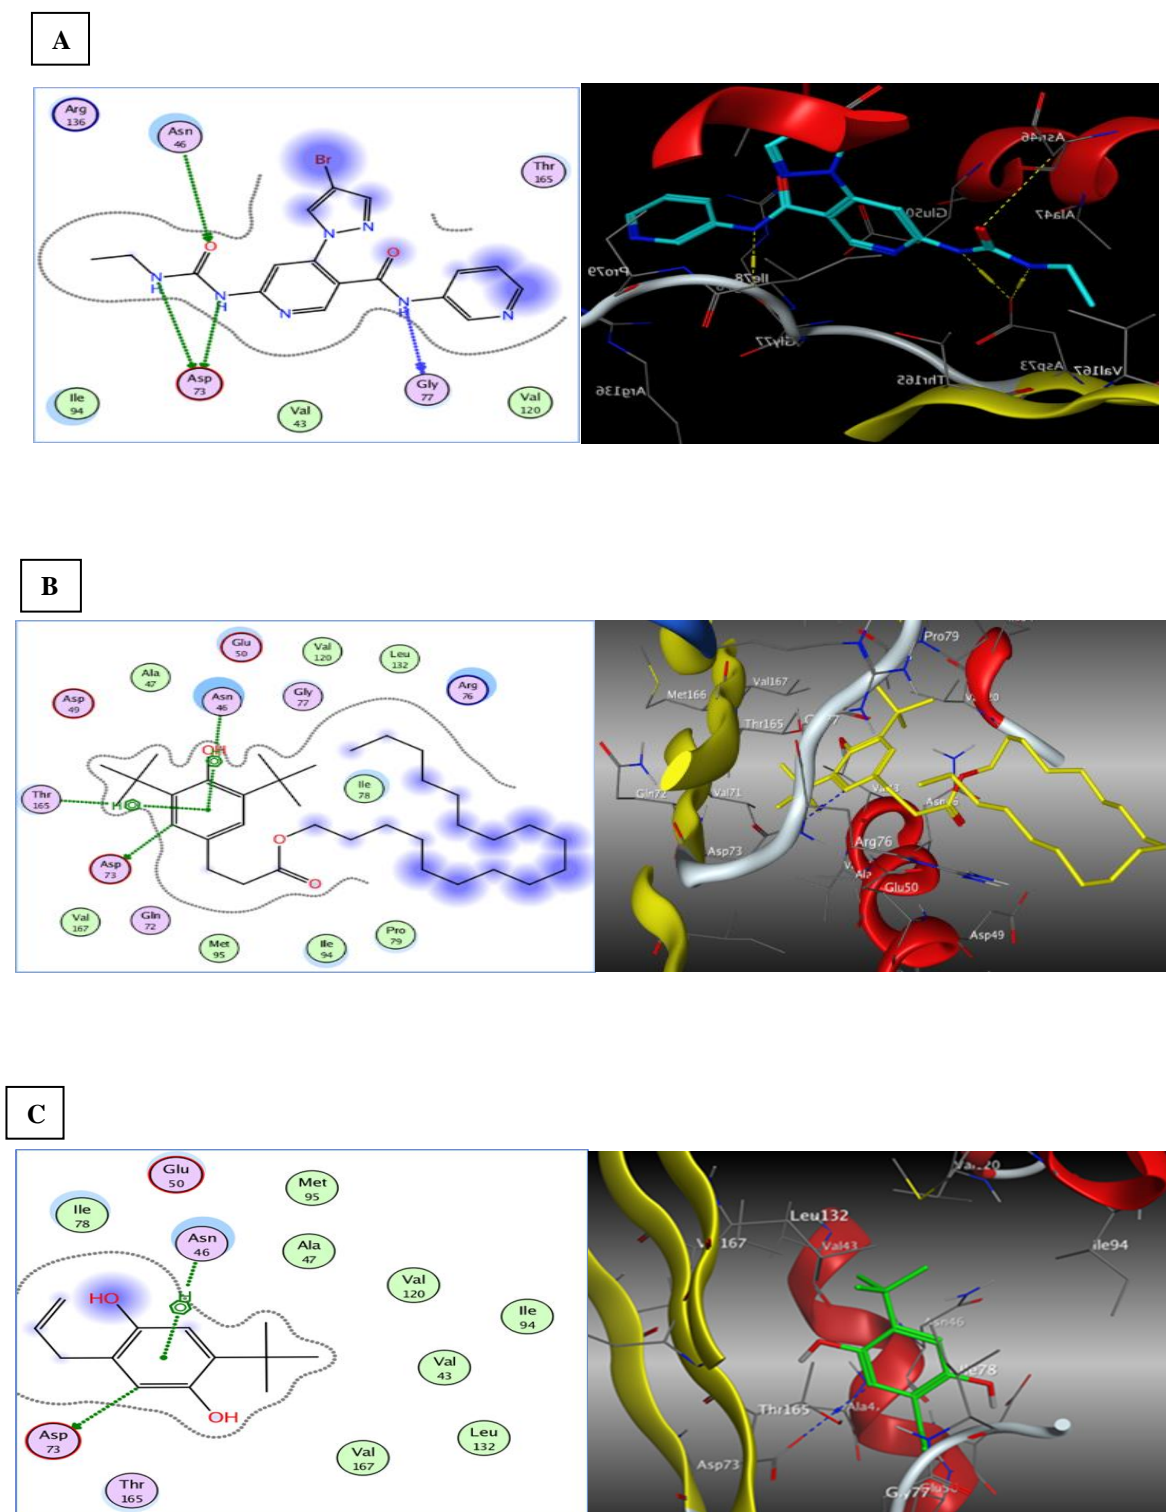 A
Arg
136
Asn
46
Thr
165
Br
N
N
O
O
N
H
N
H
N
N
H
N
Asp
73
Gly
77
Ile
94
Val
43
Val
120
Asn46
Ala47
Glu50
Pro79
Ile78
Gly77
Arg136
Thr165
Asp73
Val167
B
Glu
50
Val
120
Leu
132
Ala
47
Asn
46
Gly
77
Arg
76
Asp
49
OH
H
Thr
165
H
Ile
78
O
O
Asp
73
Val
167
Gln
72
Met
95
Ile
94
Pro
79
Pro79
Val167
Met166
Thr165
Gln72
Val71
Asp73
Arg76
Glu50
Asp49
C
Glu
50
Met
95
Ile
78
Asn
46
Ala
47
HO
H
Val
120
Ile
94
Val
43
OH
Asp
73
Leu
132
Val
167
Thr
165
Leu132
Val43
ile94
Asn46
Thr165
Asp73